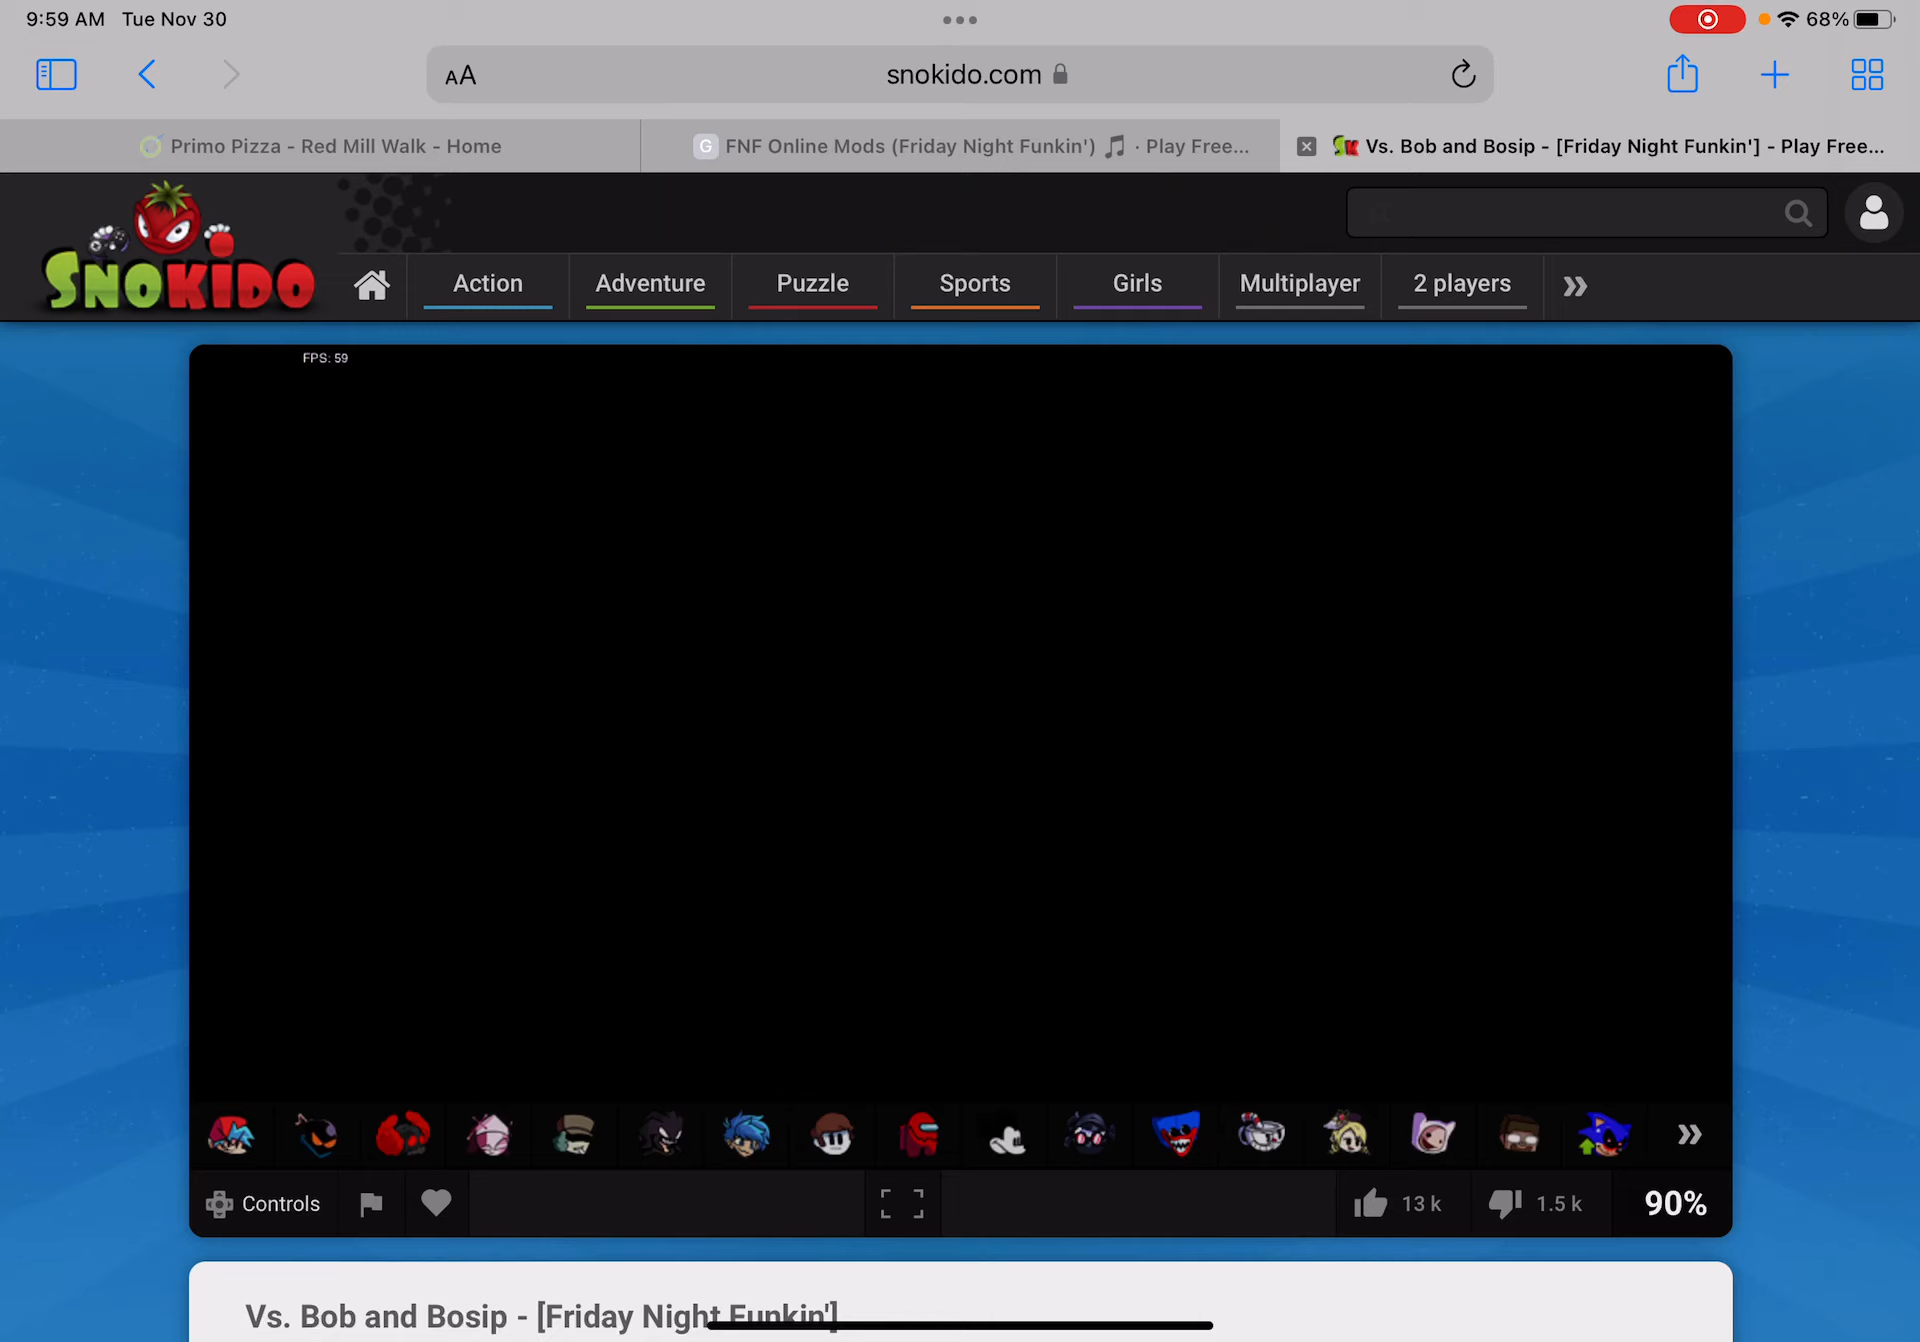 9:59 AM Tue Nov 30
68%
AA
snokido.com
Primo Pizza - Red Mill Walk - Home
G FNF Online Mods (Friday Night Funkin') 🎵 · Play Free...
SK Vs. Bob and Bosip - [Friday Night Funkin'] - Play Free...
SNOKIDO
Action
Adventure
Puzzle
Sports
Girls
Multiplayer
2 players
»
FPS: 59
»
Controls
13 k
1.5 k
90%
Vs. Bob and Bosip - [Friday Night Funkin']